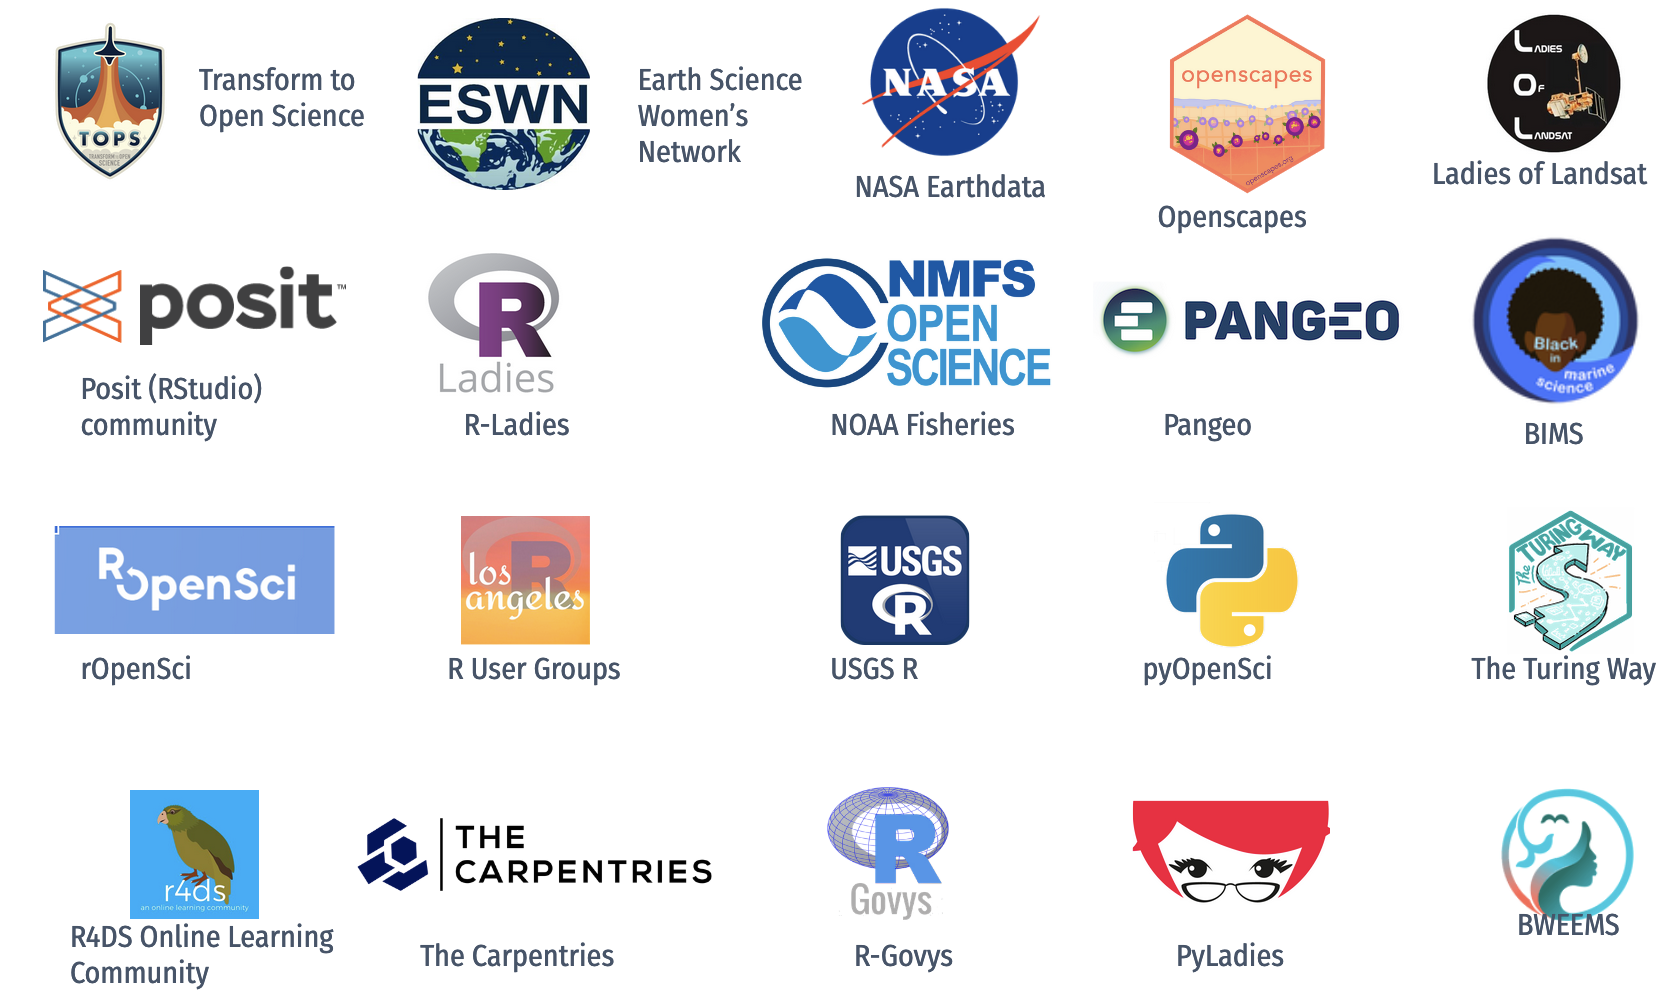 TOPS
TRANSFORM TO OPEN
SCIENCE
Transform to
Open Science
ESWN
Earth Science
Women’s
Network
NASA
NASA Earthdata
openscapes
openscapes.org
Openscapes
LADIES
OF
LANDSAT
Ladies of Landsat
posit™
Posit (RStudio)
community
R
Ladies
R-Ladies
NMFS
OPEN
SCIENCE
NOAA Fisheries
PANGEO
Pangeo
Black
in
marine
science
BIMS
ROpenSci
rOpenSci
R
los
angeles
R User Groups
USGS
R
USGS R
pyOpenSci
The TURING WAY
The Turing Way
r4ds
an online learning community
R4DS Online Learning
Community
THE
CARPENTRIES
The Carpentries
R
Govys
R-Govys
PyLadies
BWEEMS